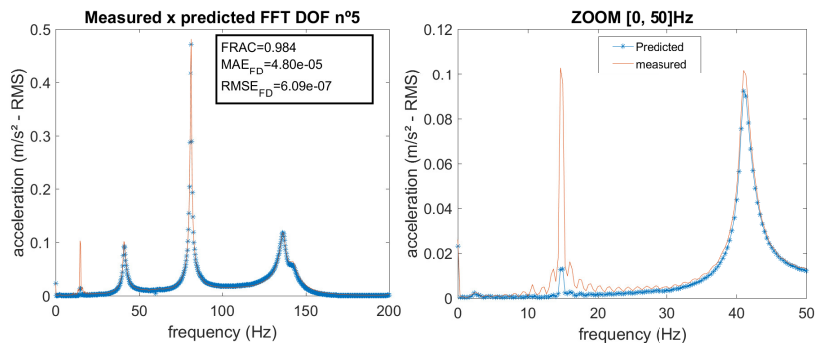 Measured x predicted FFT DOF nº5
FRAC=0.984
MAE_FD=4.80e-05
RMSE_FD=6.09e-07
acceleration (m/s² - RMS)
0.5
0.4
0.3
0.2
0.1
0
0 50 100 150 200
frequency (Hz)
ZOOM [0, 50]Hz
Predicted
measured
acceleration (m/s² - RMS)
0.12
0.1
0.08
0.06
0.04
0.02
0
0 10 20 30 40 50
frequency (Hz)